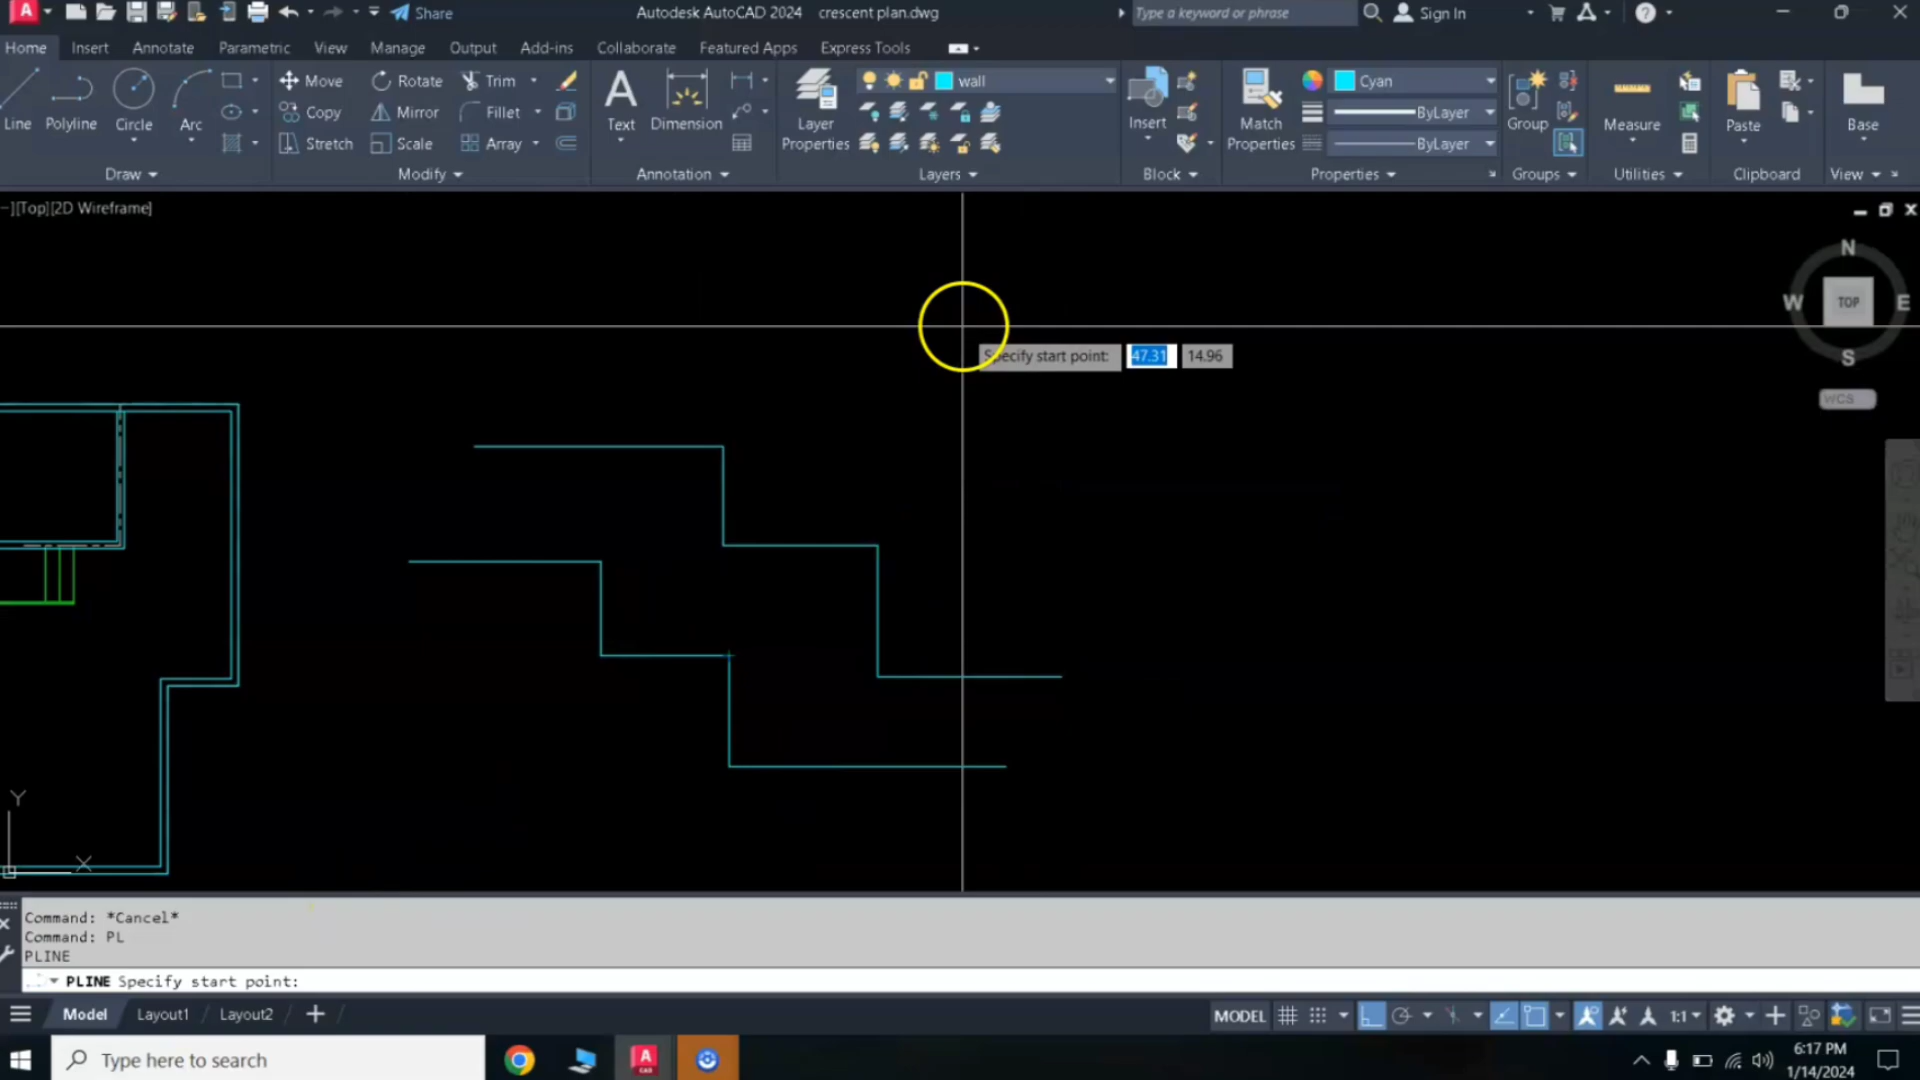 Share
Autodesk AutoCAD 2024 crescent plan.dwg
Type a keyword or phrase
Sign In
Home Insert Annotate Parametric View Manage Output Add-ins Collaborate Featured Apps Express Tools
Line Polyline Circle Arc
Move Rotate Trim
Copy Mirror Fillet
Stretch Scale Array
Text Dimension
Layer Properties
wall
Insert
Match Properties
Cyan
ByLayer
ByLayer
Group
Measure
Paste
Base
Draw Modify Annotation Layers Block Properties Groups Utilities Clipboard View
−][Top][2D Wireframe]
N
W TOP E
S
WCS
Specify start point: 47.31 14.96
Y
X
Command: *Cancel*
Command: PL
PLINE
PLINE Specify start point:
Model Layout1 Layout2 +
MODEL 1:1
Type here to search
6:17 PM
1/14/2024